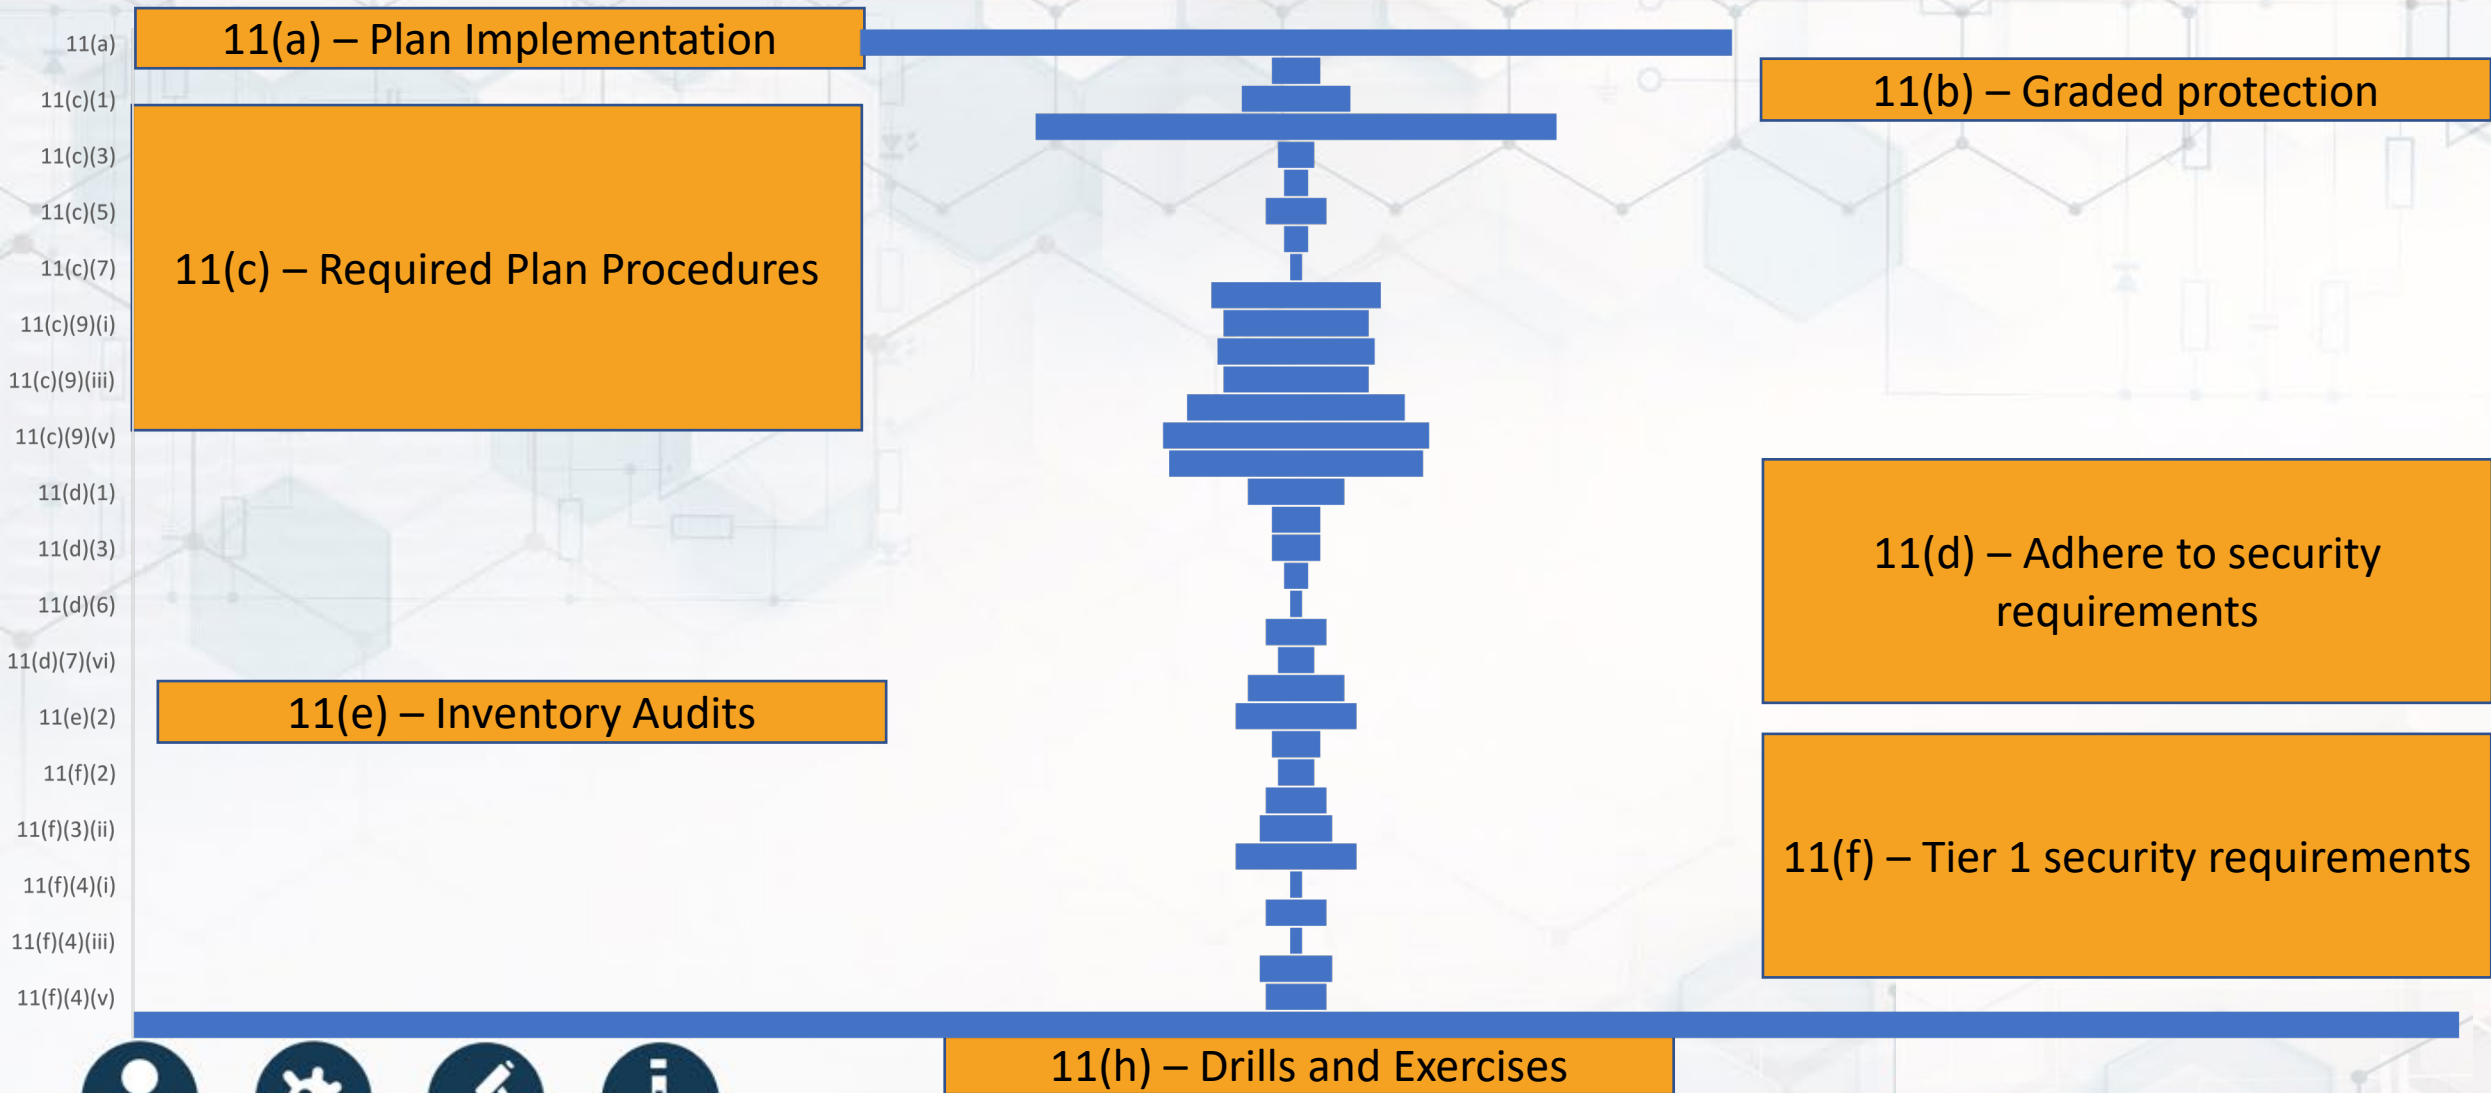 11(a)
11(a) – Plan Implementation
11(b) – Graded protection
11(c)(1)
11(c)(3)
11(c)(5)
11(c)(7)
11(c) – Required Plan Procedures
11(c)(9)(i)
11(c)(9)(iii)
11(c)(9)(v)
11(d)(1)
11(d)(3)
11(d) – Adhere to security
requirements
11(d)(6)
11(d)(7)(vi)
11(e)(2)
11(e) – Inventory Audits
11(f)(2)
11(f)(3)(ii)
11(f) – Tier 1 security requirements
11(f)(4)(i)
11(f)(4)(iii)
11(f)(4)(v)
11(h) – Drills and Exercises